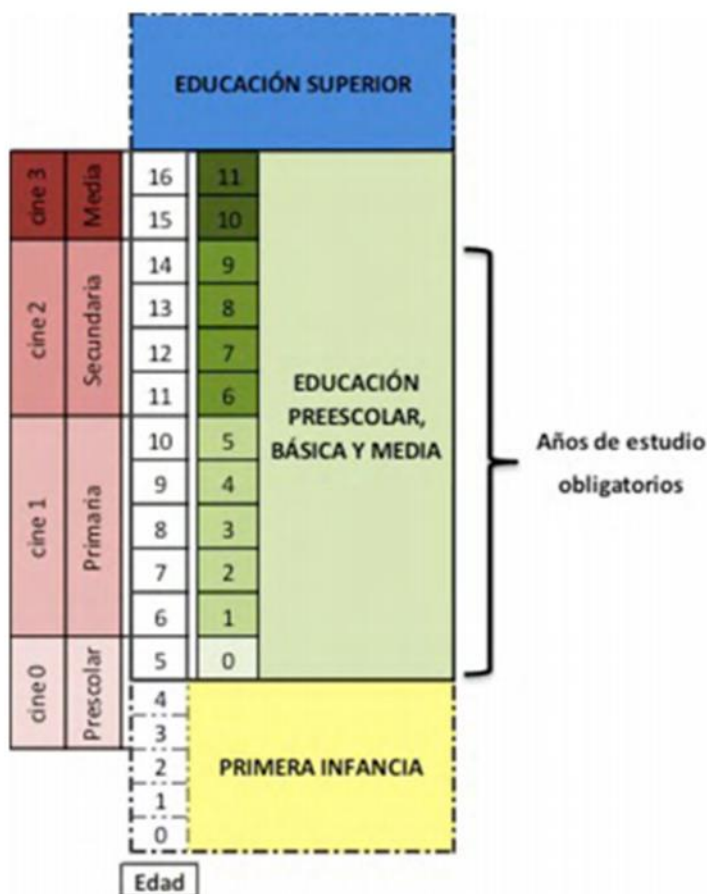 EDUCACIÓN SUPERIOR
cine 3
Media
16 11
15 10
cine 2
Secundaria
14 9
13 8
12 7
11 6
cine 1
Primaria
10 5
9 4
8 3
7 2
6 1
cine 0
Prescolar
5 0
4
3
2
1
0
EDUCACIÓN
PREESCOLAR,
BÁSICA Y MEDIA
Años de estudio
obligatorios
PRIMERA INFANCIA
Edad